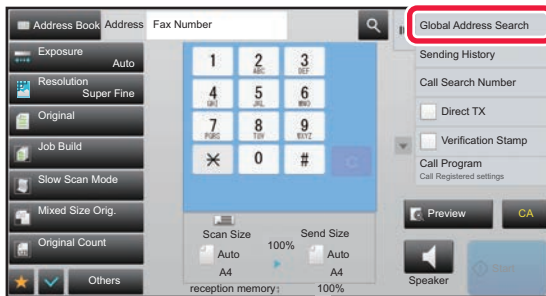 Address Book Address Fax Number
Global Address Search
Exposure
Auto
Sending History
Resolution
Super Fine
Call Search Number
Original
Direct TX
Job Build
Verification Stamp
Slow Scan Mode
Call Program
Call Registered settings
Mixed Size Orig.
Preview
CA
Original Count
Others
1
2
ABC
3
DEF
4
GHI
5
JKL
6
MNO
7
PQRS
8
TUV
9
WXYZ
0
#
C
Scan Size
100%
Send Size
Auto
Auto
A4
A4
reception memory: 100%
Speaker
Start